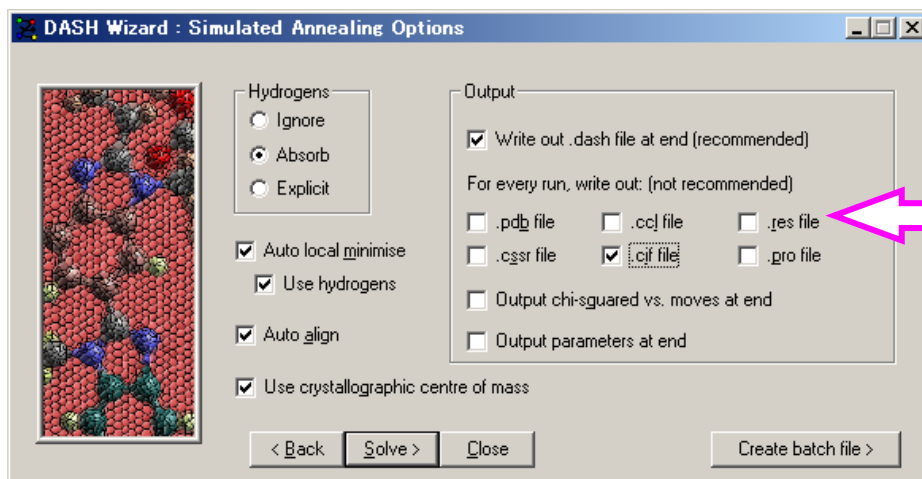 DASH Wizard : Simulated Annealing Options
Hydrogens
Ignore
Absorb
Explicit
Auto local minimise
Use hydrogens
Auto align
Use crystallographic centre of mass
Output
Write out .dash file at end (recommended)
For every run, write out: (not recommended)
.pdb file .ccl file .res file
.cssr file .cif file .pro file
Output chi-squared vs. moves at end
Output parameters at end
< Back Solve > Close Create batch file >